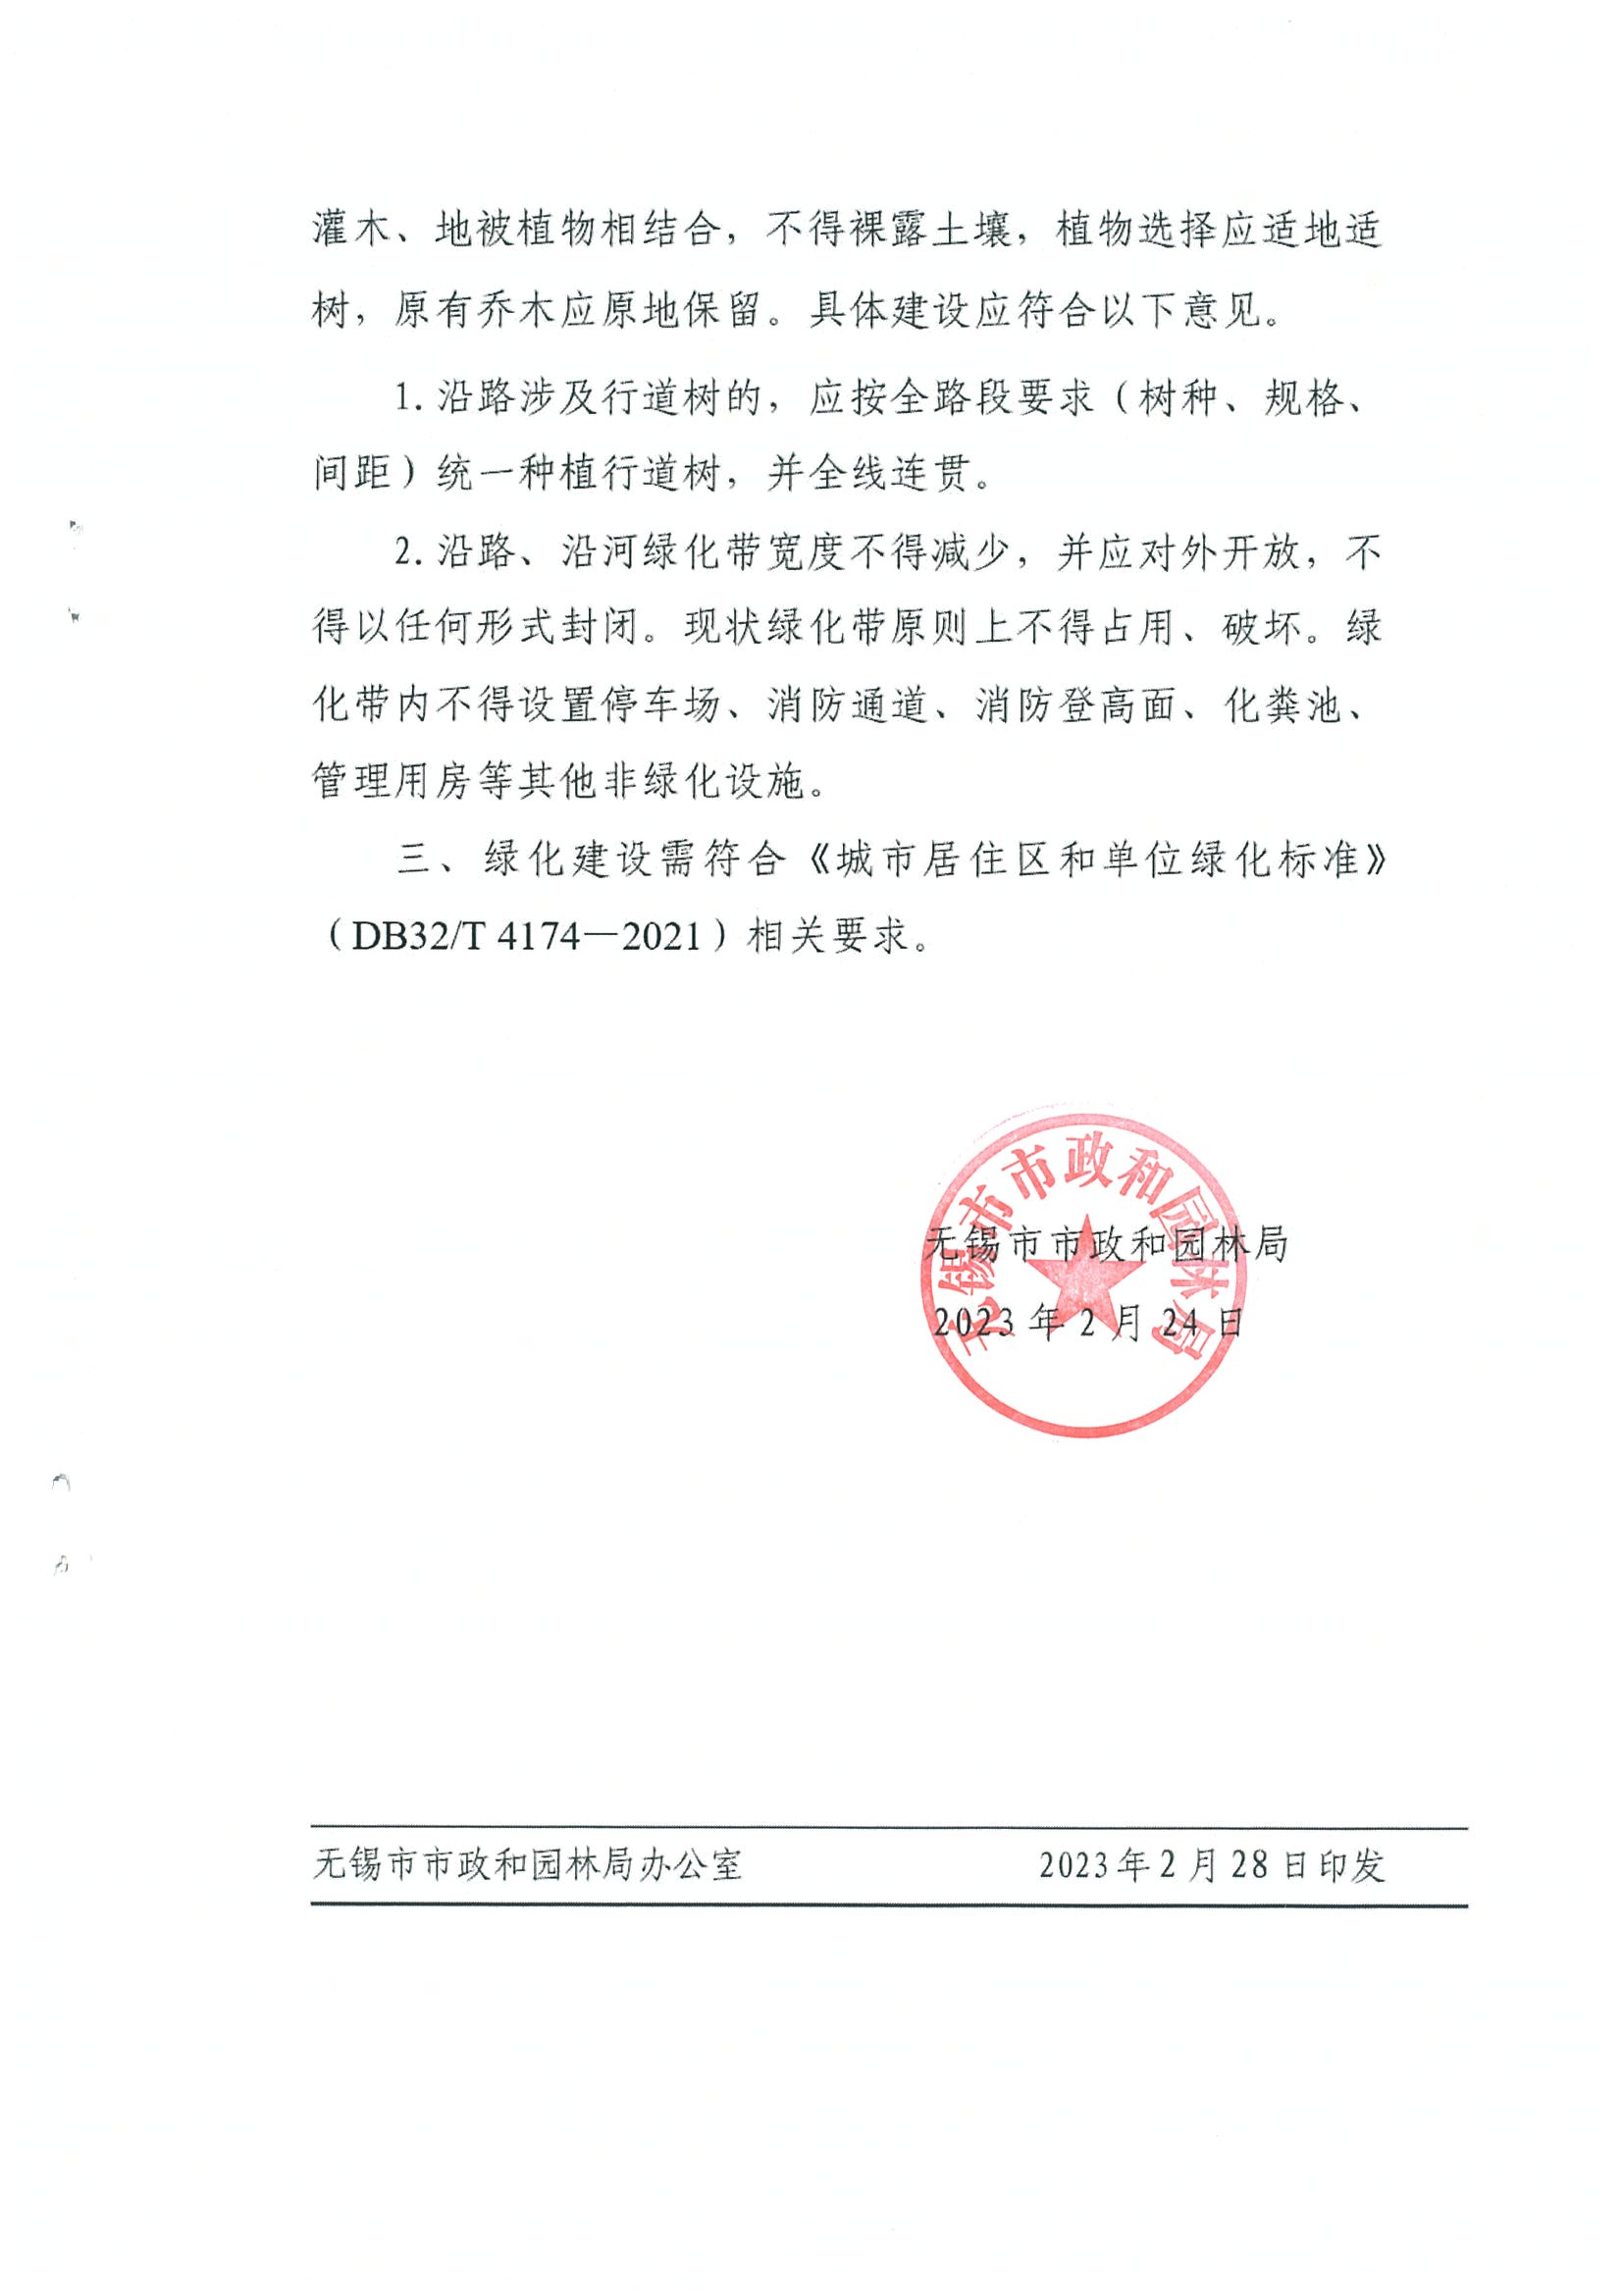 灌木、地被植物相结合，不得裸露土壤，植物选择应适地适
树，原有乔木应原地保留。具体建设应符合以下意见。
1.沿路涉及行道树的，应按全路段要求（树种、规格、
间距）统一种植行道树，并全线连贯。
2.沿路、沿河绿化带宽度不得减少，并应对外开放，不
得以任何形式封闭。现状绿化带原则上不得占用、破坏。绿
化带内不得设置停车场、消防通道、消防登高面、化粪池、
管理用房等其他非绿化设施。
三、绿化建设需符合《城市居住区和单位绿化标准》
（DB32/T 4174—2021）相关要求。
无锡市市政和园林局
无锡市市政和园林局
2023年2月24日
无锡市市政和园林局办公室 2023年2月28日印发